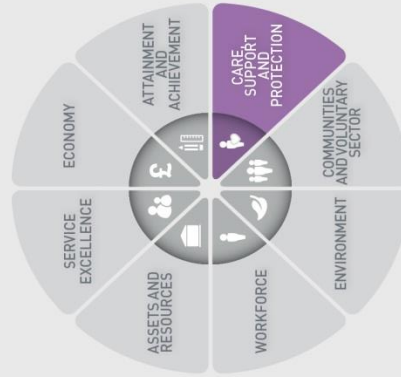 ATTAINMENT
AND
ACHIEVEMENT
CARE,
SUPPORT
AND
PROTECTION
COMMUNITIES
AND VOLUNTARY
SECTOR
ENVIRONMENT
WORKFORCE
ASSETS AND
RESOURCES
SERVICE
EXCELLENCE
ECONOMY
£